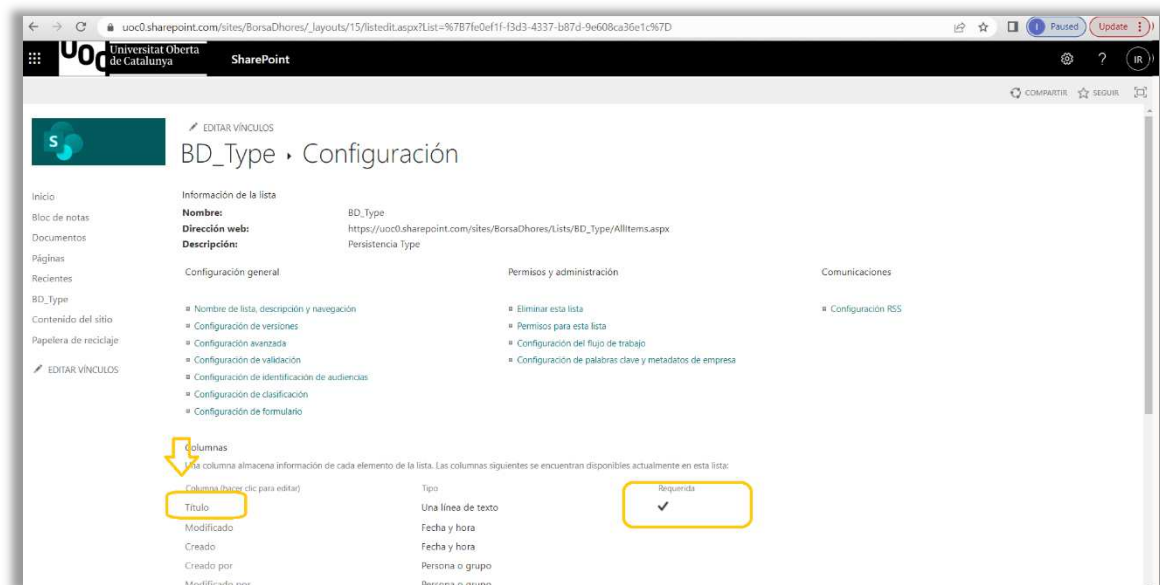 uoc0.sharepoint.com/sites/BorsaDhores/_layouts/15/listedit.aspx?List=%7B7fe0ef1f-f3d3-4337-b87d-9e608ca36e1c%7D
I Paused Update
UOC Universitat Oberta de Catalunya
SharePoint
? IR
COMPARTIR SEGUIR
S
EDITAR VÍNCULOS
BD_Type › Configuración
Inicio
Bloc de notas
Documentos
Páginas
Recientes
BD_Type
Contenido del sitio
Papelera de reciclaje
EDITAR VÍNCULOS
Información de la lista
Nombre: BD_Type
Dirección web: https://uoc0.sharepoint.com/sites/BorsaDhores/Lists/BD_Type/AllItems.aspx
Descripción: Persistencia Type
Configuración general Permisos y administración Comunicaciones
Nombre de lista, descripción y navegación Eliminar esta lista Configuración RSS
Configuración de versiones Permisos para esta lista
Configuración avanzada Configuración del flujo de trabajo
Configuración de validación Configuración de palabras clave y metadatos de empresa
Configuración de identificación de audiencias
Configuración de clasificación
Configuración de formulario
Columnas
Una columna almacena información de cada elemento de la lista. Las columnas siguientes se encuentran disponibles actualmente en esta lista:
Columna (hacer clic para editar) Tipo Requerida
Título Una línea de texto ✓
Modificado Fecha y hora
Creado Fecha y hora
Creado por Persona o grupo
Modificado por Persona o grupo